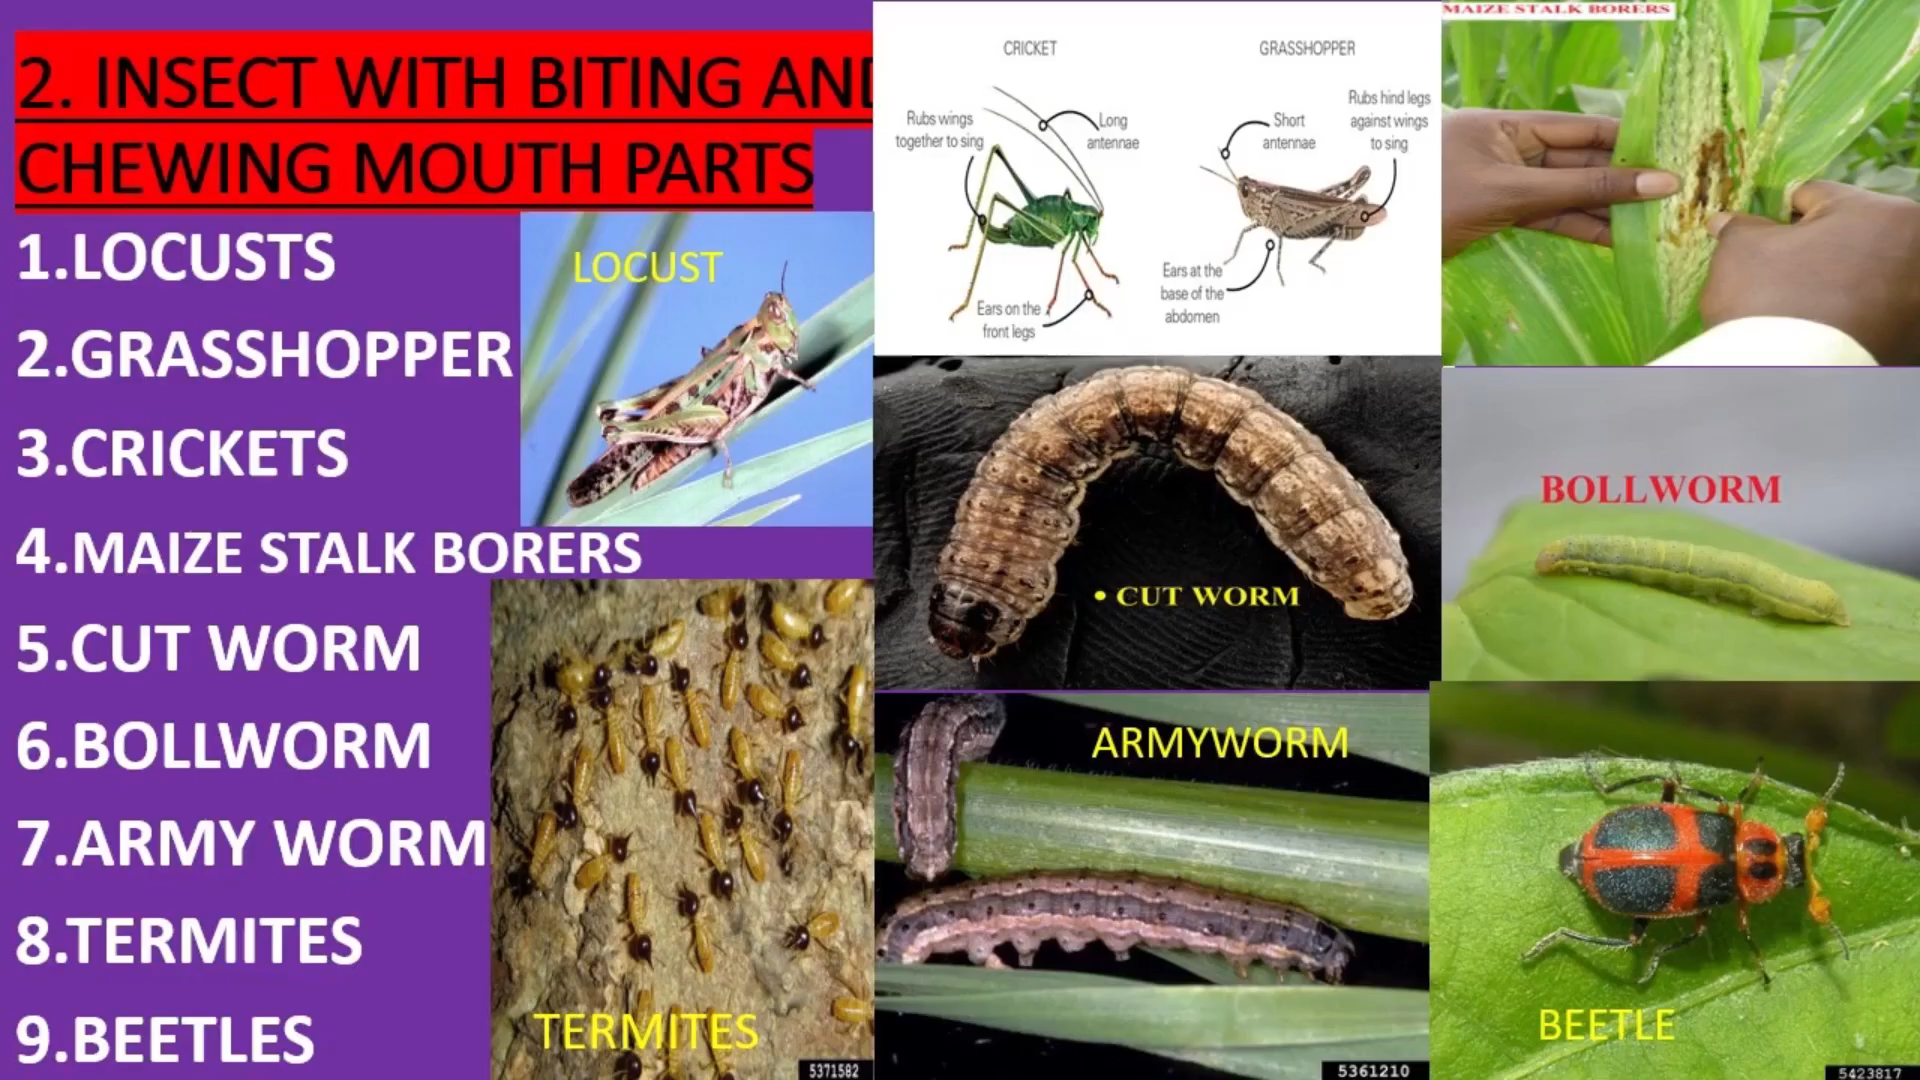 2. INSECT WITH BITING AND
CHEWING MOUTH PARTS
1.LOCUSTS
2.GRASSHOPPER
3.CRICKETS
4.MAIZE STALK BORERS
5.CUT WORM
6.BOLLWORM
7.ARMY WORM
8.TERMITES
9.BEETLES
LOCUST
TERMITES
5371582
CRICKET
Rubs wings
together to sing
Long
antennae
Ears on the
front legs
GRASSHOPPER
Short
antennae
Rubs hind legs
against wings
to sing
Ears at the
base of the
abdomen
• CUT WORM
ARMYWORM
5361210
MAIZE STALK BORERS
BOLLWORM
BEETLE
5423817